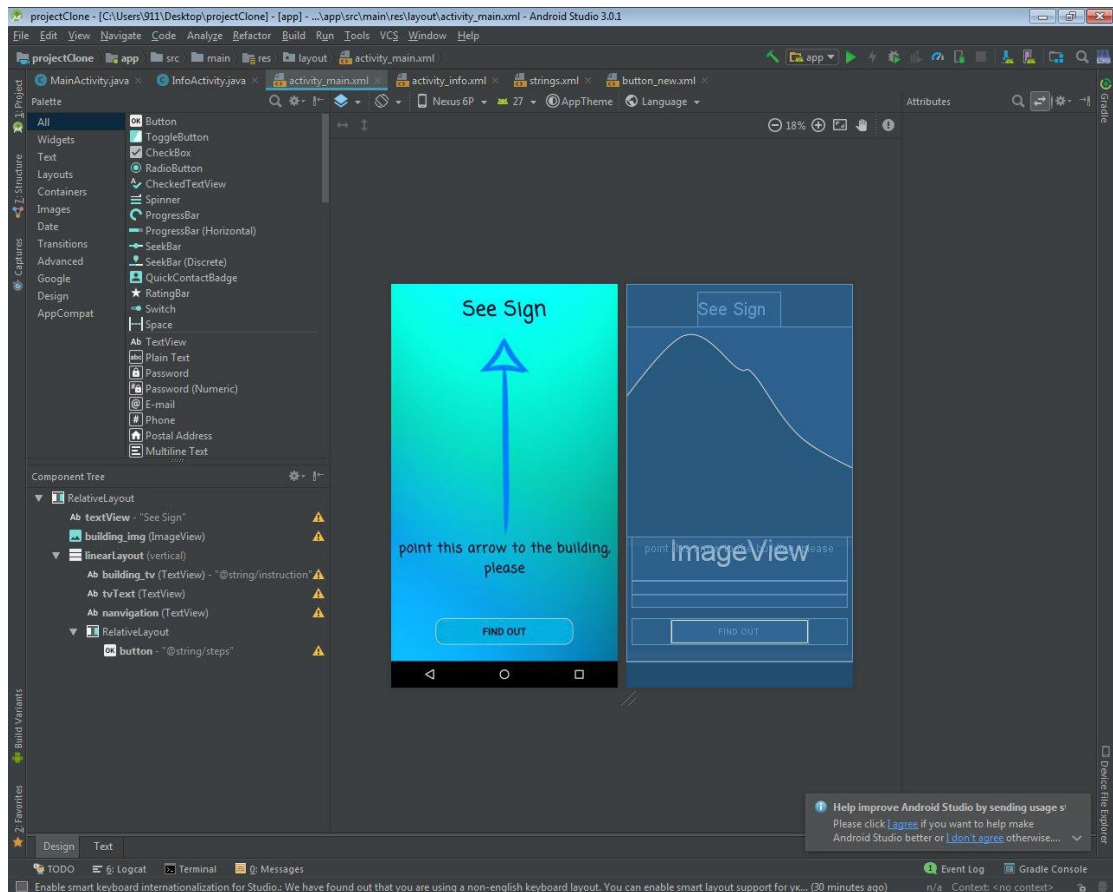 projectClone - [C:\Users\911\Desktop\projectClone] - [app] - ...\app\src\main\res\layout\activity_main.xml - Android Studio 3.0.1
File Edit View Navigate Code Analyze Refactor Build Run Tools VCS Window Help
projectClone app src main res layout activity_main.xml app
MainActivity.java InfoActivity.java activity_main.xml activity_info.xml strings.xml button_new.xml
Palette
Nexus 6P 27 AppTheme Language
Attributes
18%
All
Widgets
Text
Layouts
Containers
Images
Date
Transitions
Advanced
Google
Design
AppCompat
OK Button
ToggleButton
CheckBox
RadioButton
CheckedTextView
Spinner
ProgressBar
ProgressBar (Horizontal)
SeekBar
SeekBar (Discrete)
QuickContactBadge
RatingBar
Switch
Space
Ab TextView
abc Plain Text
Password
Password (Numeric)
@ E-mail
# Phone
Postal Address
Multiline Text
Component Tree
RelativeLayout
Ab textView - "See Sign"
building_img (ImageView)
linearLayout (vertical)
Ab building_tv (TextView) - "@string/instruction"
Ab tvText (TextView)
Ab nanvigation (TextView)
RelativeLayout
OK button - "@string/steps"
See Sign
point this arrow to the building,
please
FIND OUT
See Sign
ImageView
FIND OUT
1: Project
7: Structure
Captures
Build Variants
2: Favorites
Gradle
Device File Explorer
Help improve Android Studio by sending usage st
Please click I agree if you want to help make
Android Studio better or I don't agree otherwise....
Design Text
TODO 6: Logcat Terminal 0: Messages
1 Event Log Gradle Console
Enable smart keyboard internationalization for Studio.: We have found out that you are using a non-english keyboard layout. You can enable smart layout support for ук... (30 minutes ago) n/a Context: <no context>